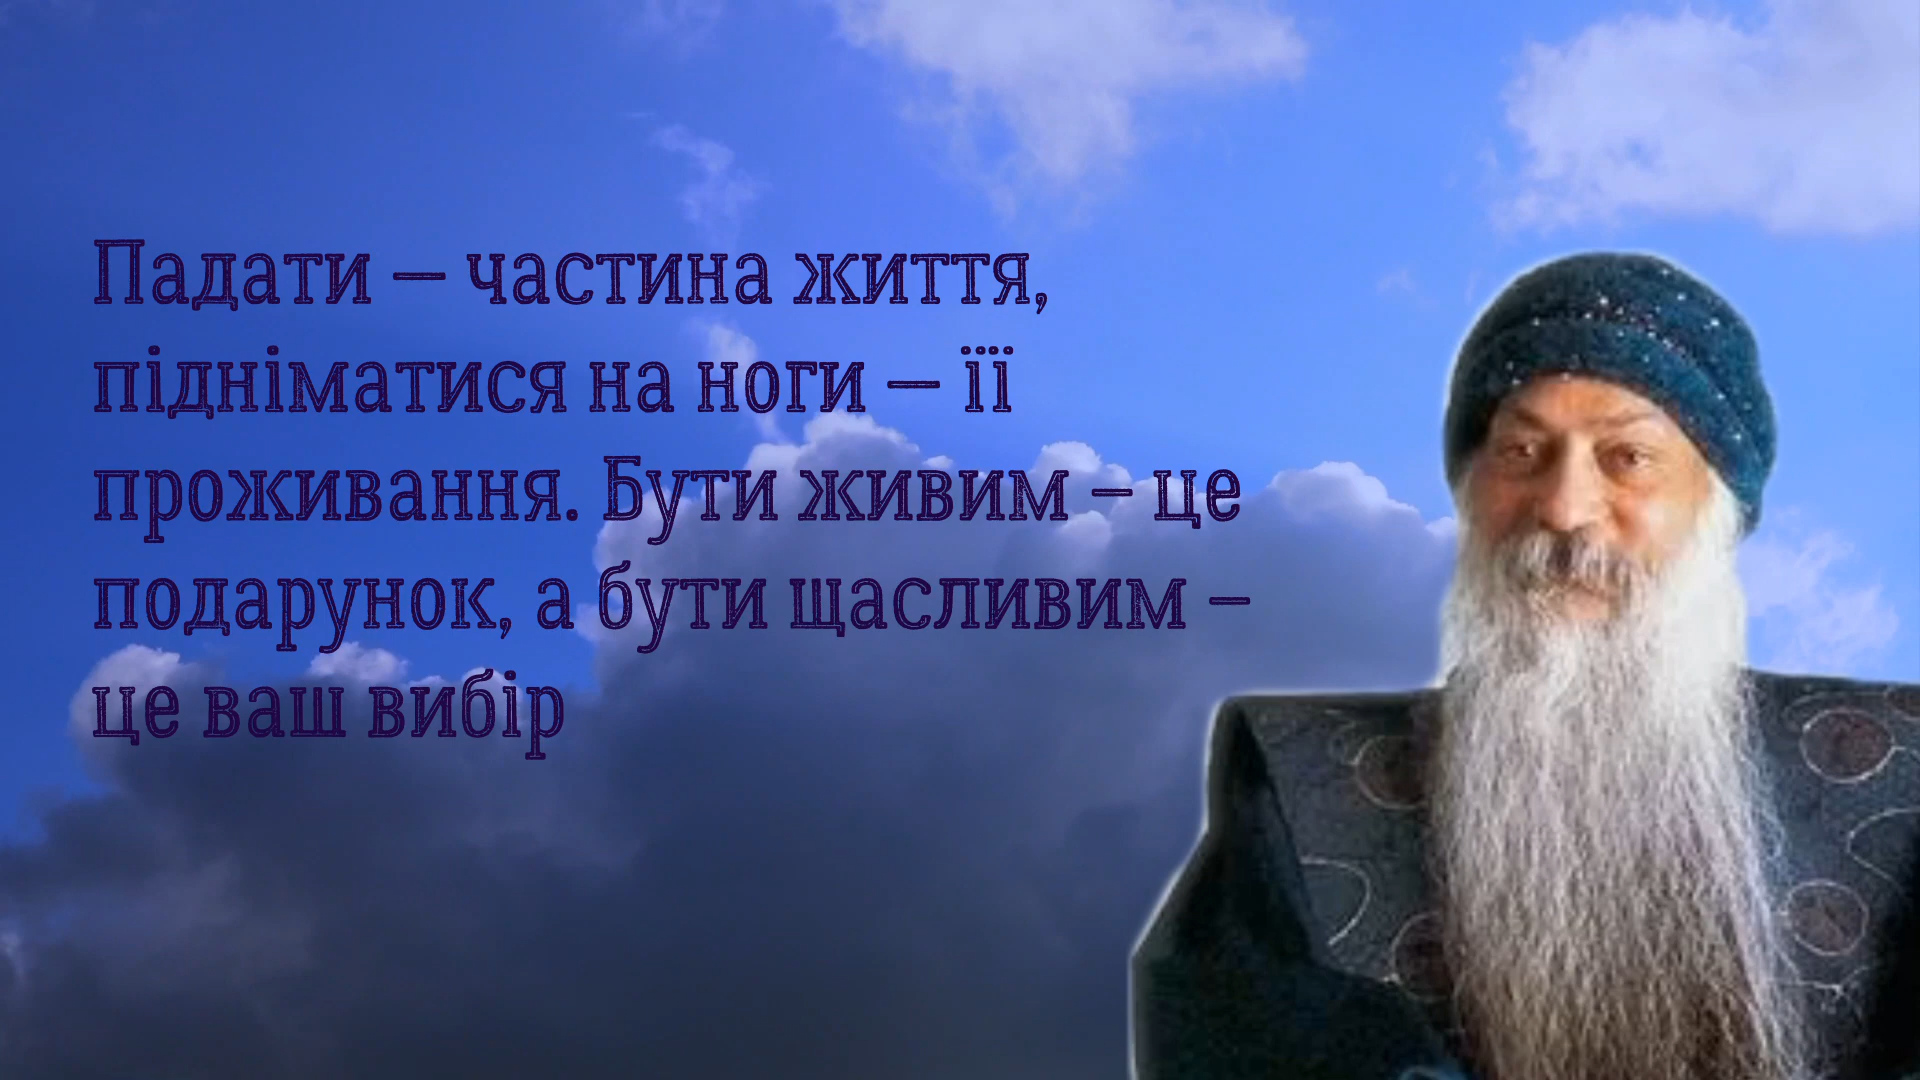 Падати — частина життя,
підніматися на ноги — її
проживання. Бути живим – це
подарунок, а бути щасливим –
це ваш вибір